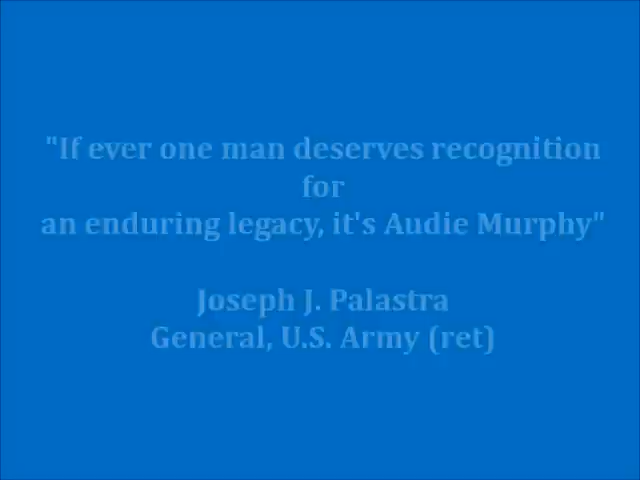 "If ever one man deserves recognition
for
an enduring legacy, it's Audie Murphy"
Joseph J. Palastra
General, U.S. Army (ret)